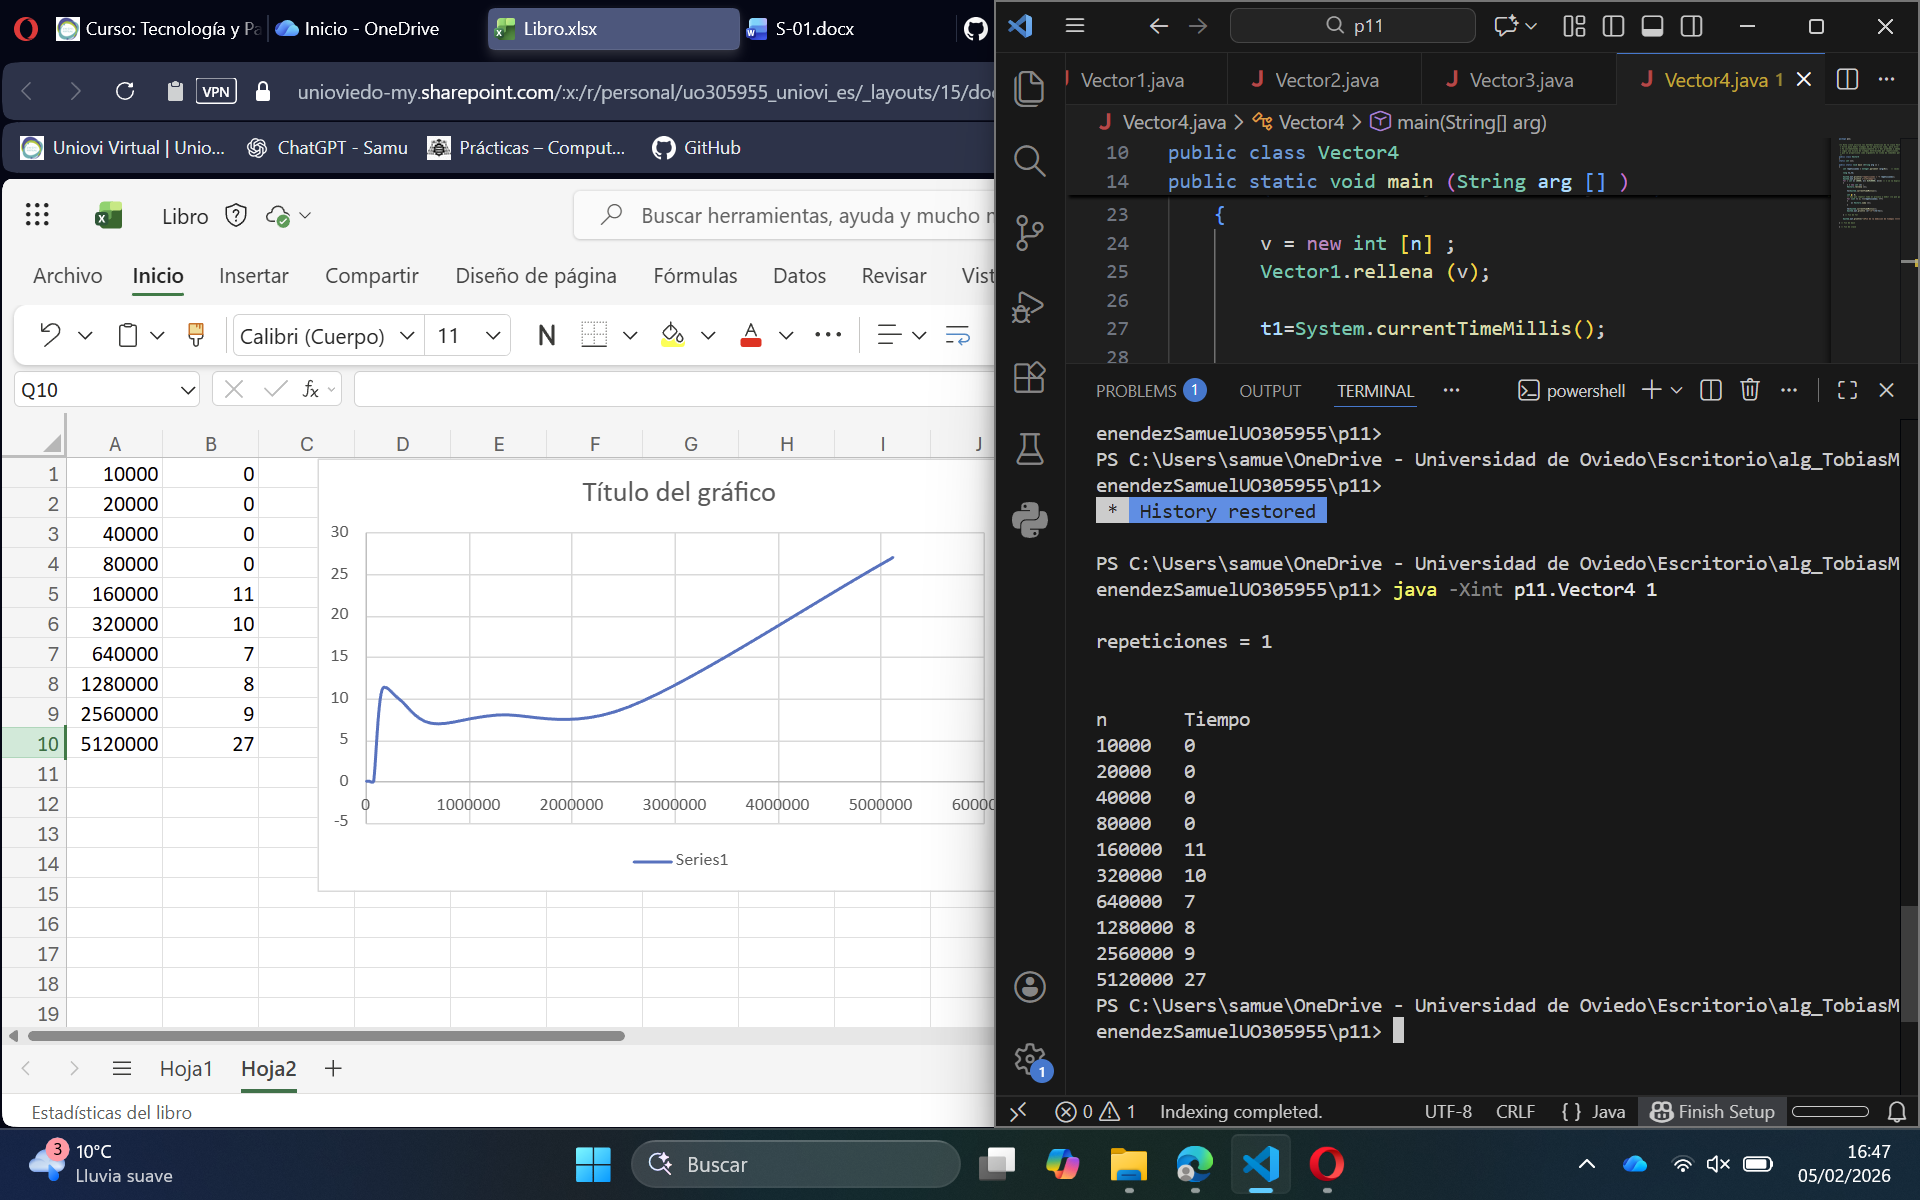 Curso: Tecnología y Pa
Inicio - OneDrive
Libro.xlsx
S-01.docx
VPN
uniovied​o-my.sharepoint.com/:x:/r/personal/uo305955_uniovi_es/_layouts/15/doc
Uniovi Virtual | Unio...
ChatGPT - Samu
Prácticas – Comput...
GitHub
Libro
Buscar herramientas, ayuda y mucho m
Archivo Inicio Insertar Compartir Diseño de página Fórmulas Datos Revisar Vist
Calibri (Cuerpo) 11 N A
Q10 fx
A B C D E F G H I J
1 10000 0
2 20000 0
3 40000 0
4 80000 0
5 160000 11
6 320000 10
7 640000 7
8 1280000 8
9 2560000 9
10 5120000 27
11
12
13
14
15
16
17
18
19
Título del gráfico
30
25
20
15
10
5
0
-5
0 1000000 2000000 3000000 4000000 5000000 60000
Series1
Hoja1 Hoja2
Estadísticas del libro
p11
Vector1.java
Vector2.java
Vector3.java
Vector4.java 1
Vector4.java > Vector4 > main(String[] arg)
10 public class Vector4
14 public static void main (String arg [] )
23 {
24 v = new int [n] ;
25 Vector1.rellena (v);
26
27 t1=System.currentTimeMillis();
28
PROBLEMS 1 OUTPUT TERMINAL ··· powershell
enendezSamuelUO305955\p11>
PS C:\Users\samue\OneDrive - Universidad de Oviedo\Escritorio\alg_TobiasM
enendezSamuelUO305955\p11>
* History restored
PS C:\Users\samue\OneDrive - Universidad de Oviedo\Escritorio\alg_TobiasM
enendezSamuelUO305955\p11> java -Xint p11.Vector4 1
repeticiones = 1
n Tiempo
10000 0
20000 0
40000 0
80000 0
160000 11
320000 10
640000 7
1280000 8
2560000 9
5120000 27
PS C:\Users\samue\OneDrive - Universidad de Oviedo\Escritorio\alg_TobiasM
enendezSamuelUO305955\p11>
1
0 1 Indexing completed. UTF-8 CRLF { } Java Finish Setup
3
10°C
Lluvia suave
Buscar
16:47
05/02/2026